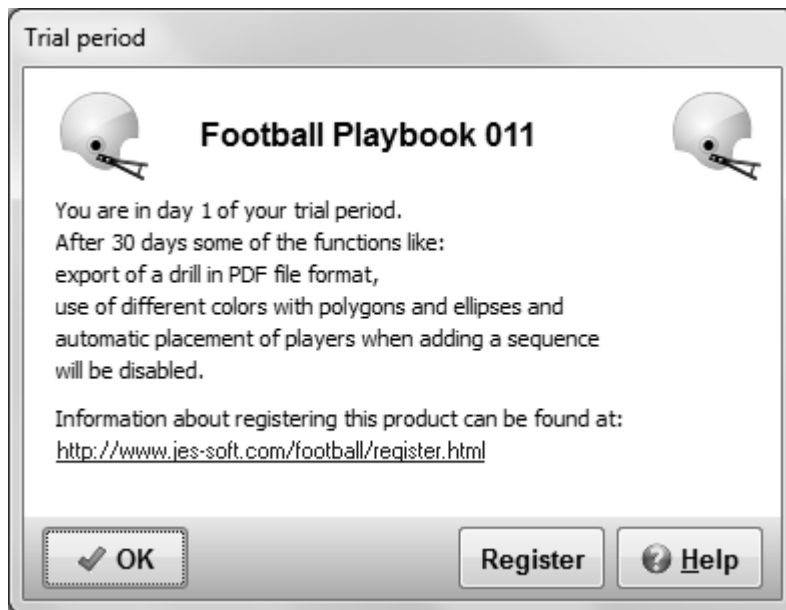 Trial period
Football Playbook 011
You are in day 1 of your trial period.
After 30 days some of the functions like:
export of a drill in PDF file format,
use of different colors with polygons and ellipses and
automatic placement of players when adding a sequence
will be disabled.
Information about registering this product can be found at:
http://www.jes-soft.com/football/register.html
OK
Register
Help